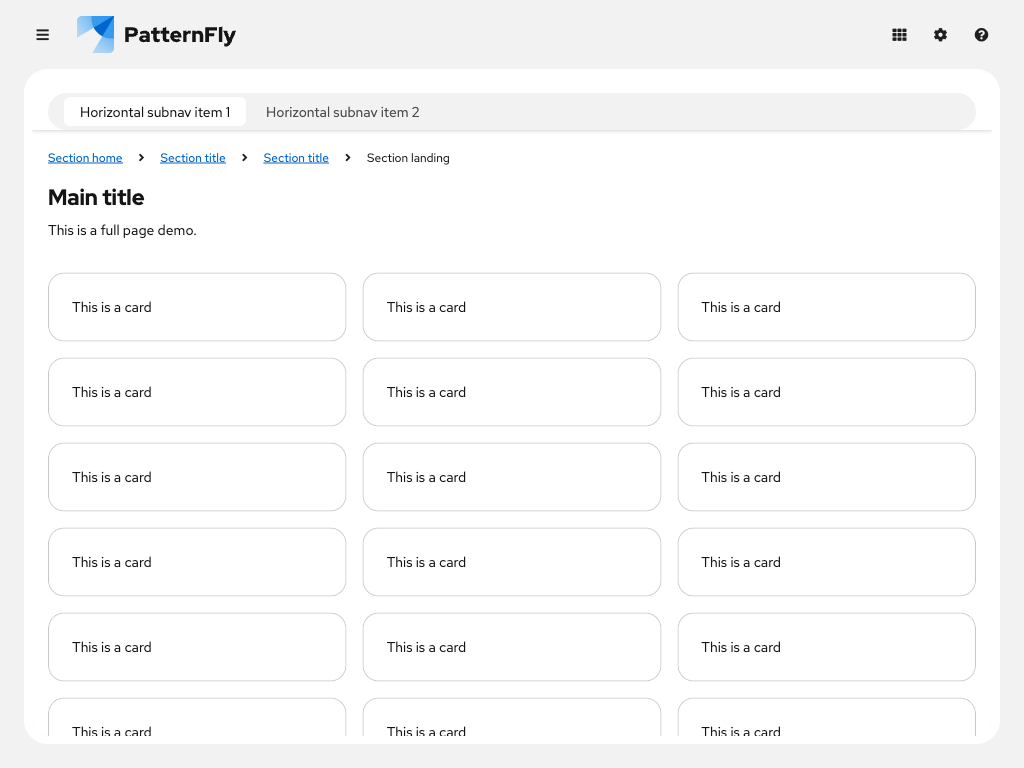 PatternFly
Horizontal subnav item 1 Horizontal subnav item 2
Section home Section title Section title Section landing
Main title
This is a full page demo.
This is a card This is a card This is a card
This is a card This is a card This is a card
This is a card This is a card This is a card
This is a card This is a card This is a card
This is a card This is a card This is a card
This is a card This is a card This is a card